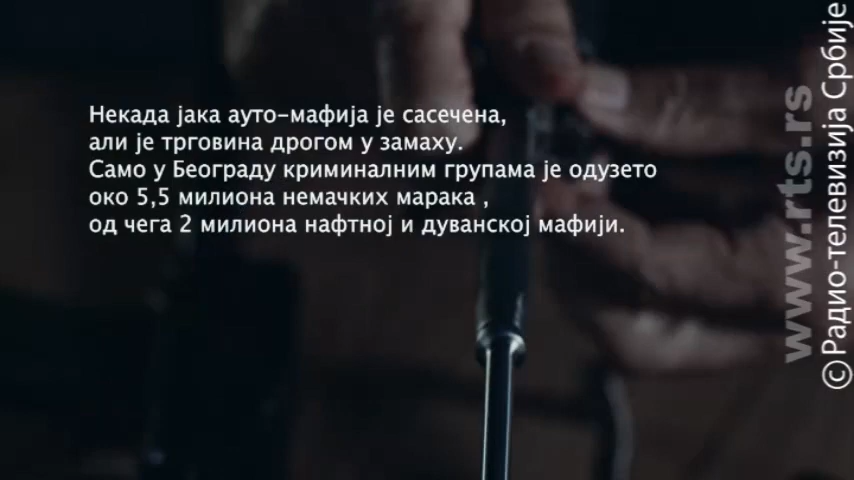 Некада јака ауто-мафија је сасечена,
али је трговина дрогом у замаху.
Само у Београду криминалним групама је одузето
око 5,5 милиона немачких марака ,
од чега 2 милиона нафтној и дуванској мафији.
www.rts.rs
© Радио-телевизија Србије